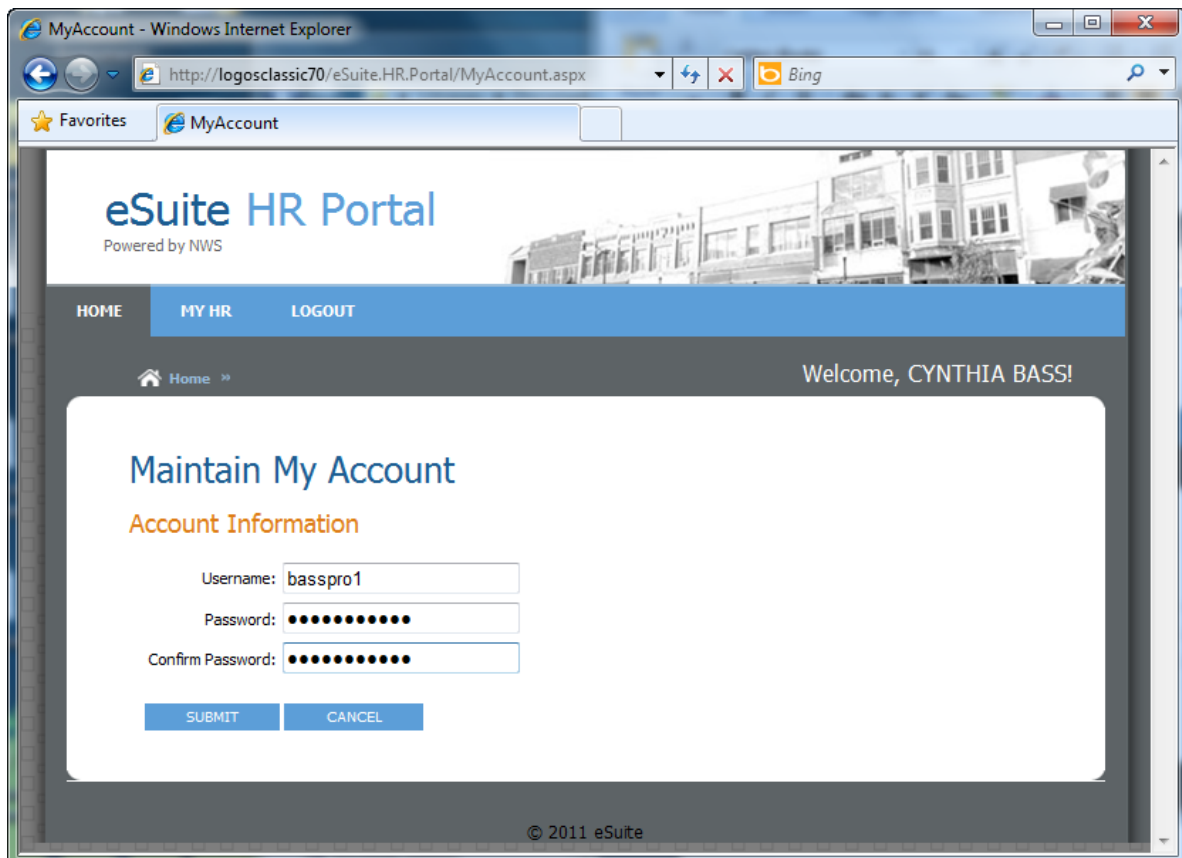 MyAccount - Windows Internet Explorer
http://logosclassic70/eSuite.HR.Portal/MyAccount.aspx Bing
Favorites MyAccount
eSuite HR Portal
Powered by NWS
HOME MY HR LOGOUT
Home » Welcome, CYNTHIA BASS!
Maintain My Account
Account Information
Username: basspro1
Password: ●●●●●●●●●●●
Confirm Password: ●●●●●●●●●●●
SUBMIT CANCEL
© 2011 eSuite